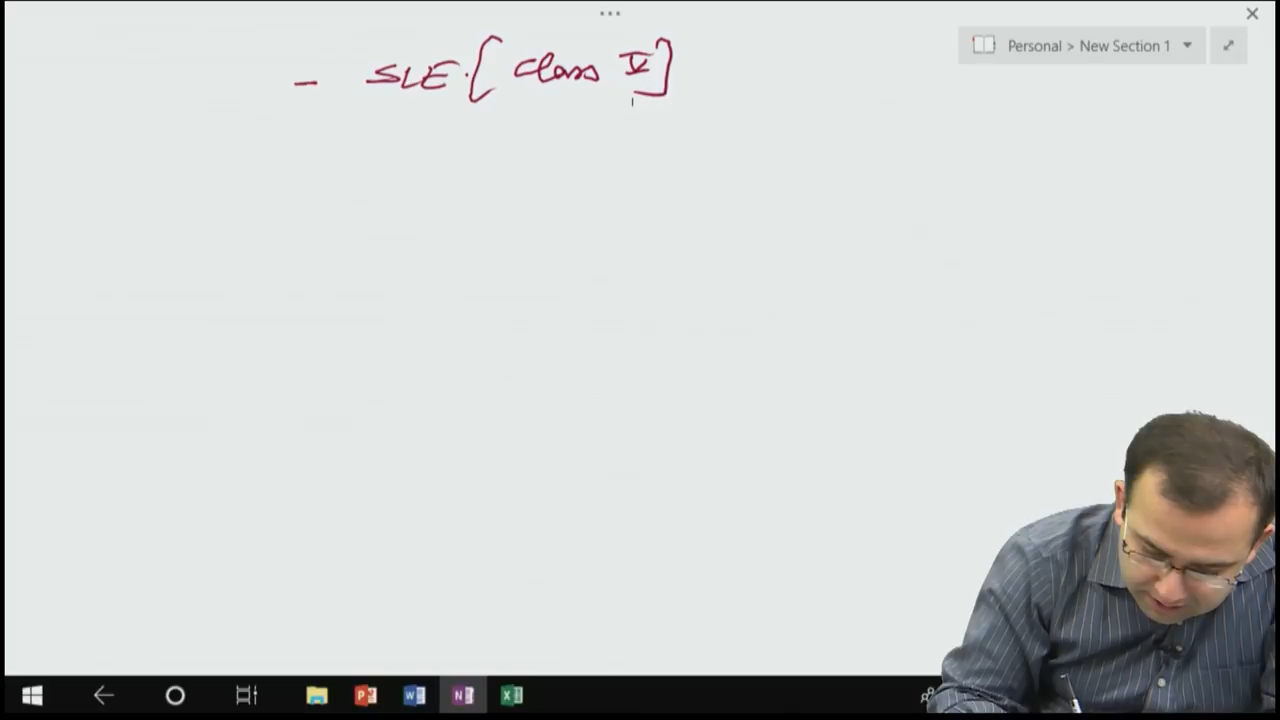 Personal > New Section 1
- SLE. [ Class V ]